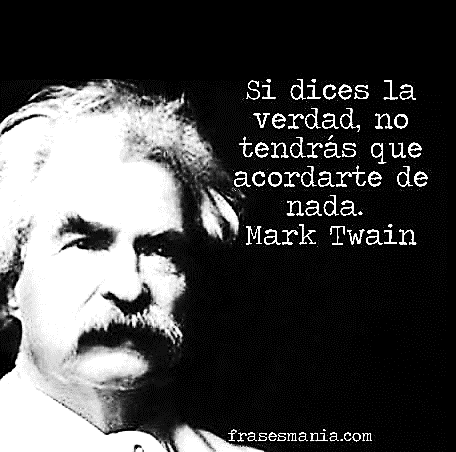 Si dices la
verdad, no
tendrás que
acordarte de
nada.
Mark Twain
frasesmania.com